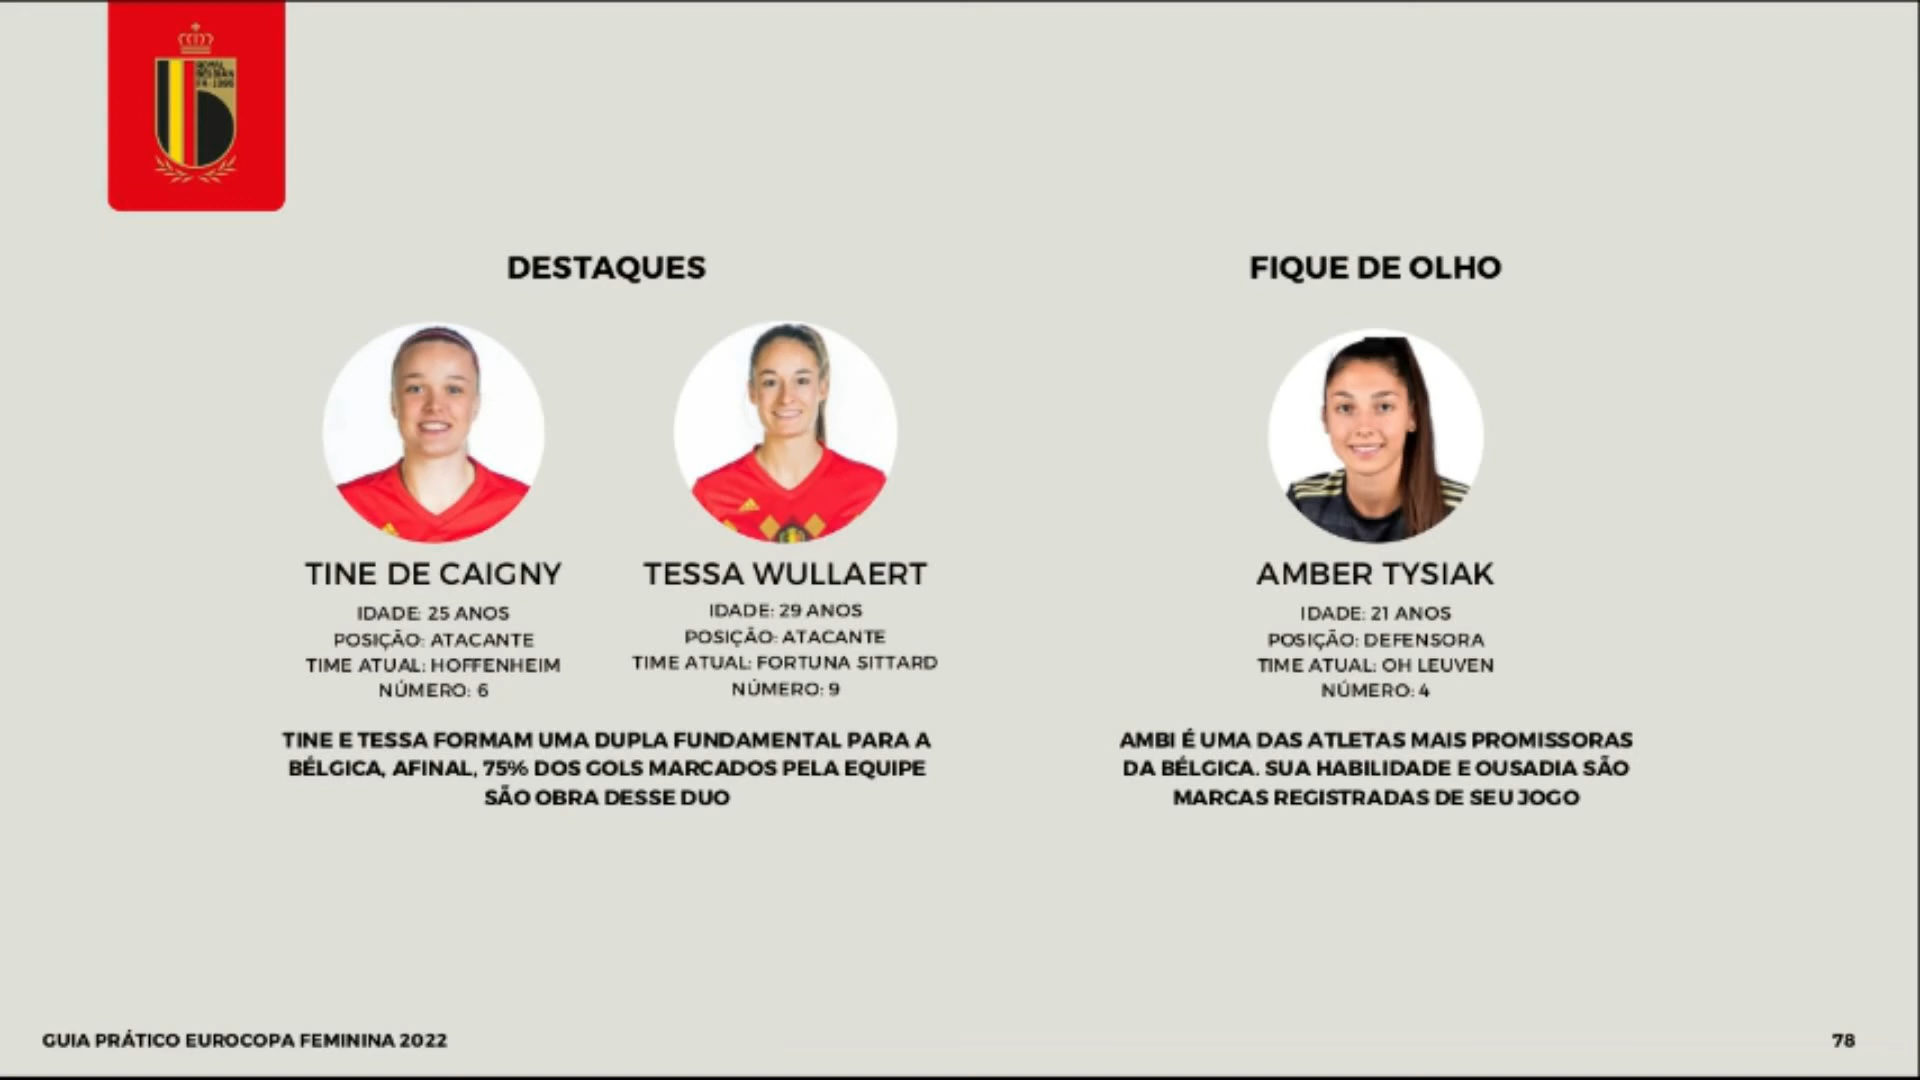 ROYAL
BELGIAN
FA-1895
DESTAQUES
FIQUE DE OLHO
TINE DE CAIGNY
IDADE: 25 ANOS
POSIÇÃO: ATACANTE
TIME ATUAL: HOFFENHEIM
NÚMERO: 6
TESSA WULLAERT
IDADE: 29 ANOS
POSIÇÃO: ATACANTE
TIME ATUAL: FORTUNA SITTARD
NÚMERO: 9
TINE E TESSA FORMAM UMA DUPLA FUNDAMENTAL PARA A
BÉLGICA, AFINAL, 75% DOS GOLS MARCADOS PELA EQUIPE
SÃO OBRA DESSE DUO
AMBER TYSIAK
IDADE: 21 ANOS
POSIÇÃO: DEFENSORA
TIME ATUAL: OH LEUVEN
NÚMERO: 4
AMBI É UMA DAS ATLETAS MAIS PROMISSORAS
DA BÉLGICA. SUA HABILIDADE E OUSADIA SÃO
MARCAS REGISTRADAS DE SEU JOGO
GUIA PRÁTICO EUROCOPA FEMININA 2022
78